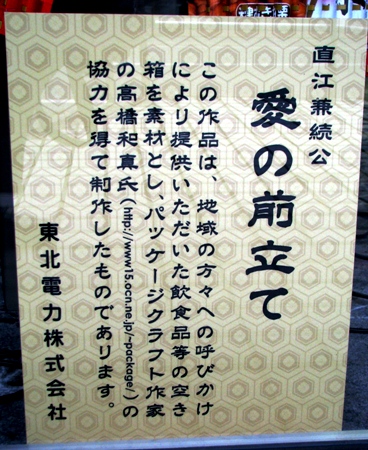 直江兼続公
愛の前立て
この作品は、地域の方々への呼びかけ
により提供いただいた飲食品等の空き
箱を素材とし、パッケージクラフト作家
の高橋和真氏(http://www15.ocn.ne.jp/~package/)の
協力を得て制作したものであります。
東北電力株式会社